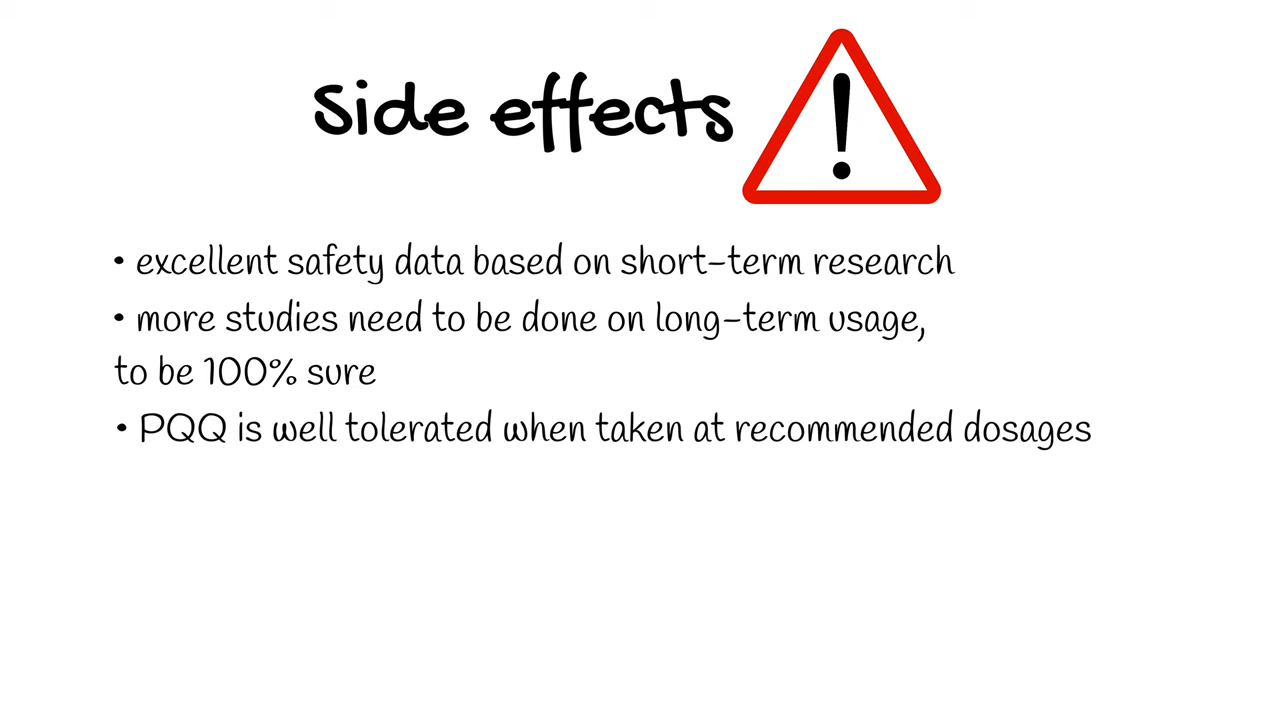 Side effects
• excellent safety data based on short-term research
• more studies need to be done on long-term usage,
to be 100% sure
• PQQ is well tolerated when taken at recommended dosages